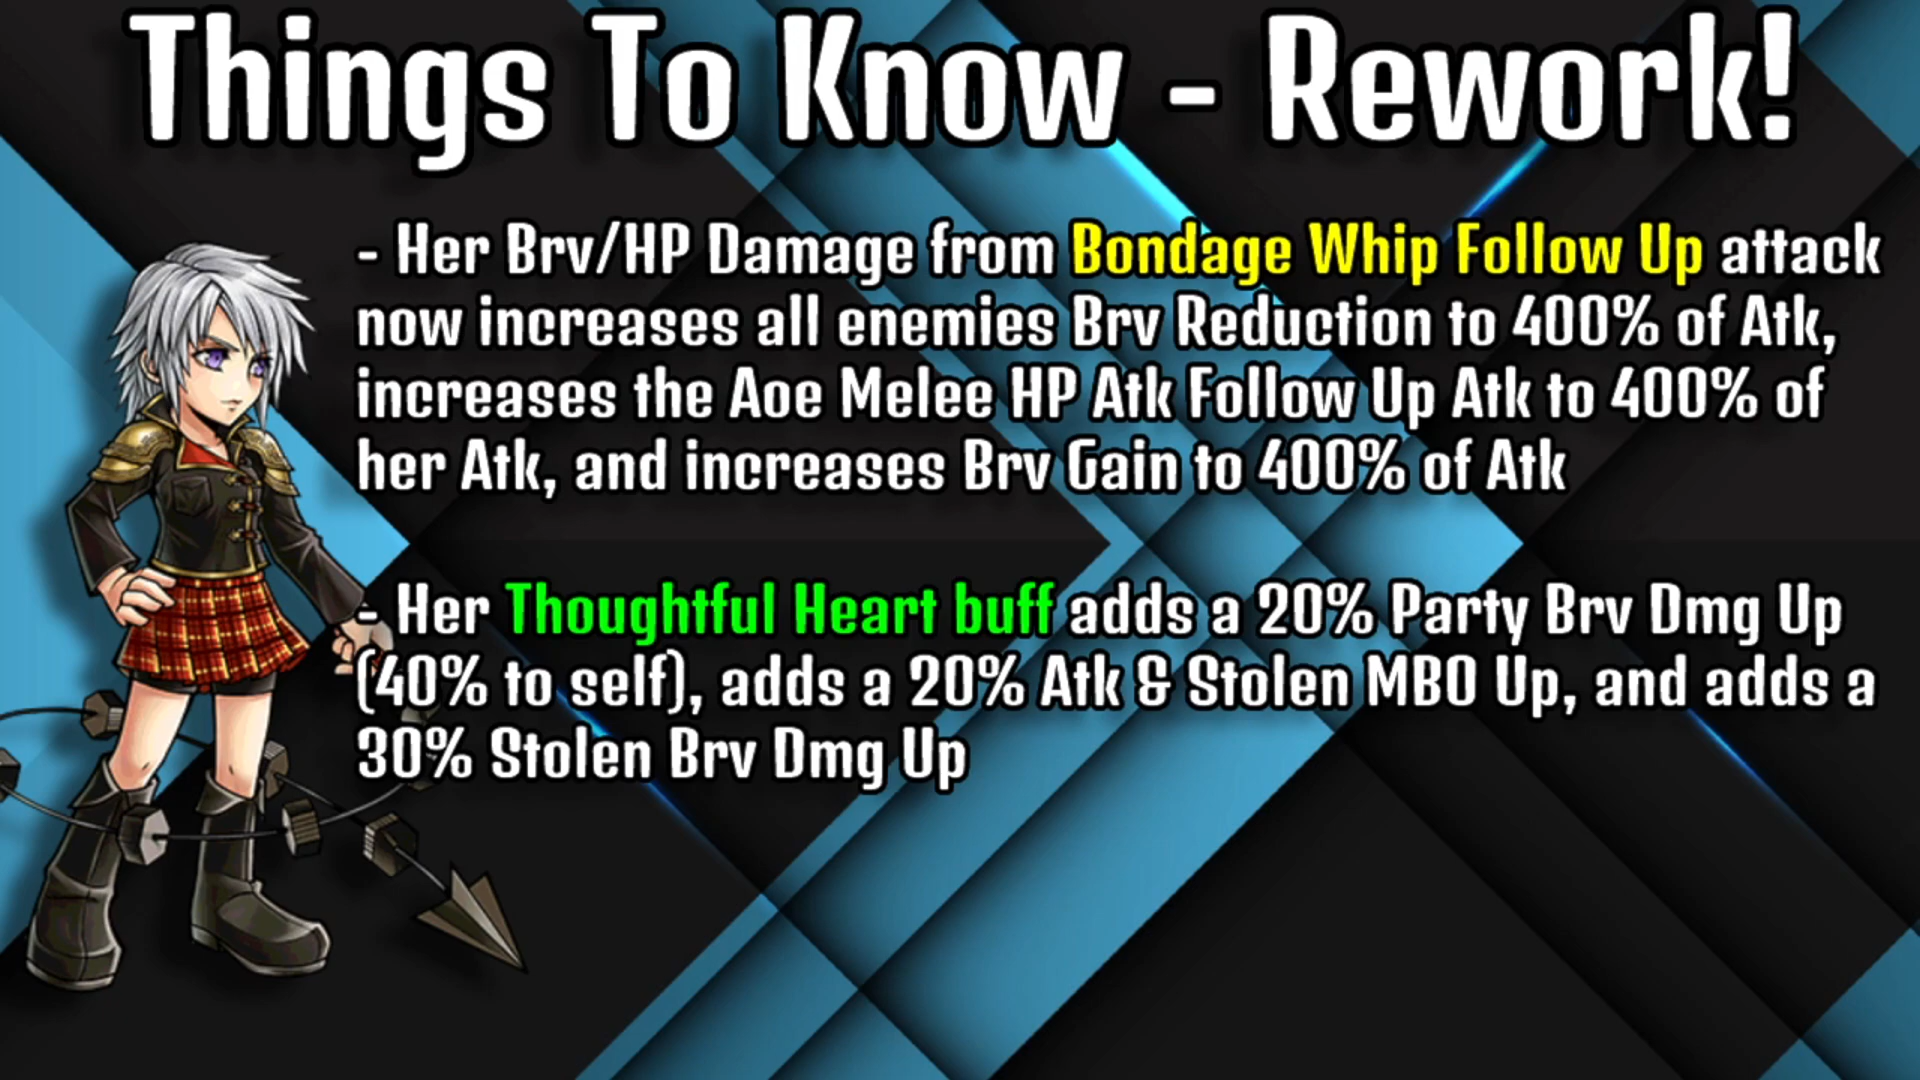 Things To Know - Rework!
- Her Brv/HP Damage from Bondage Whip Follow Up attack
now increases all enemies Brv Reduction to 400% of Atk,
increases the Aoe Melee HP Atk Follow Up Atk to 400% of
her Atk, and increases Brv Gain to 400% of Atk
- Her Thoughtful Heart buff adds a 20% Party Brv Dmg Up
(40% to self), adds a 20% Atk & Stolen MBO Up, and adds a
30% Stolen Brv Dmg Up